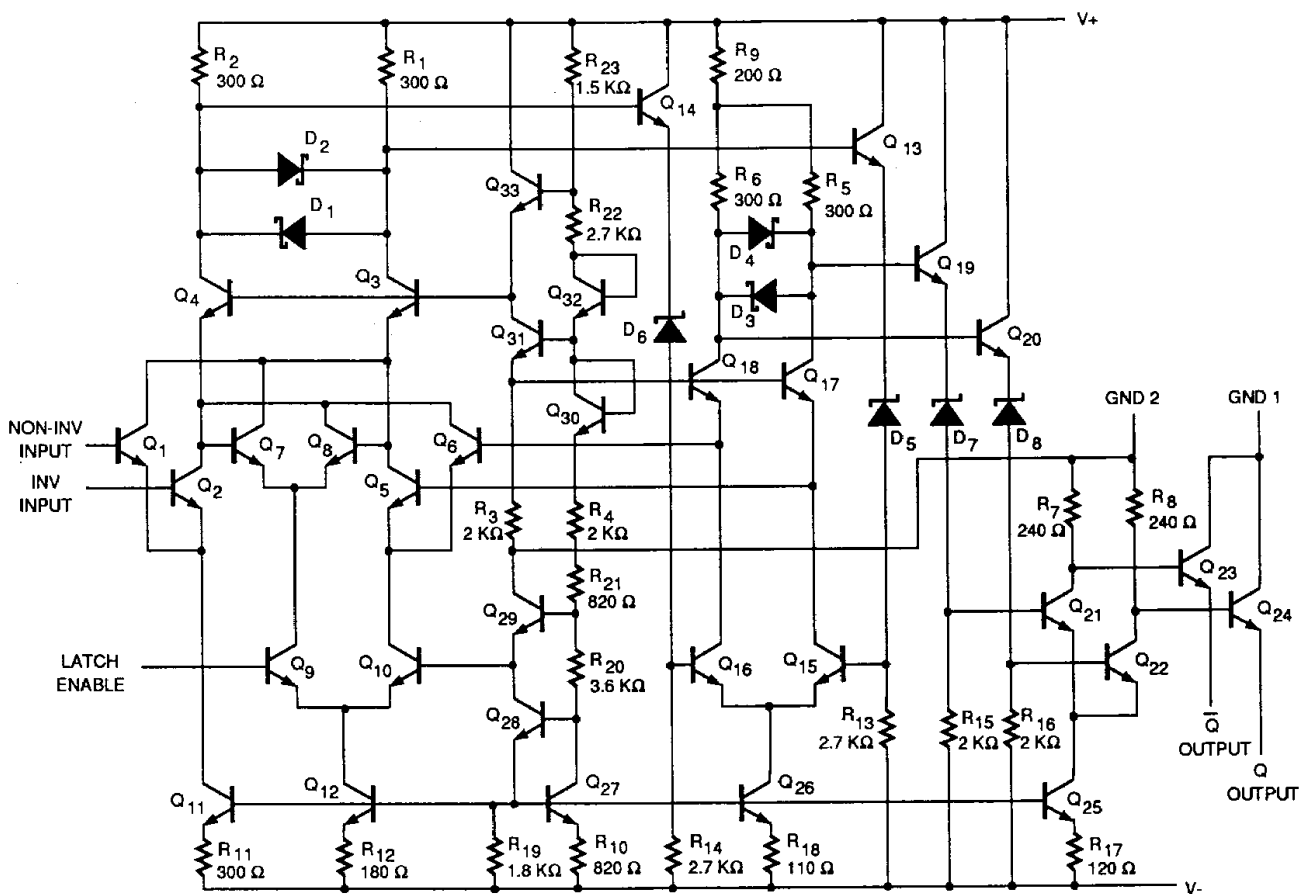 V+
R2
300 Ω
R1
300 Ω
R23
1.5 KΩ
R9
200 Ω
Q14
Q13
D2
D1
Q33
R22
2.7 KΩ
R6
300 Ω
R5
300 Ω
D4
D3
Q19
Q4
Q3
Q32
Q31
D6
Q20
Q18
Q17
Q30
D5
D7
D8
GND 2
GND 1
NON-INV
INPUT
INV
INPUT
Q1
Q2
Q7
Q8
Q6
Q5
R3
2 KΩ
R4
2 KΩ
R7
240 Ω
R8
240 Ω
R21
820 Ω
Q23
Q24
Q29
Q21
Q22
LATCH
ENABLE
Q9
Q10
R20
3.6 KΩ
Q16
Q15
Q28
R13
2.7 KΩ
R15
2 KΩ
R16
2 KΩ
Q̅
OUTPUT
Q
OUTPUT
Q11
Q12
Q27
Q26
Q25
R11
300 Ω
R12
180 Ω
R19
1.8 KΩ
R10
820 Ω
R14
2.7 KΩ
R18
110 Ω
R17
120 Ω
V-